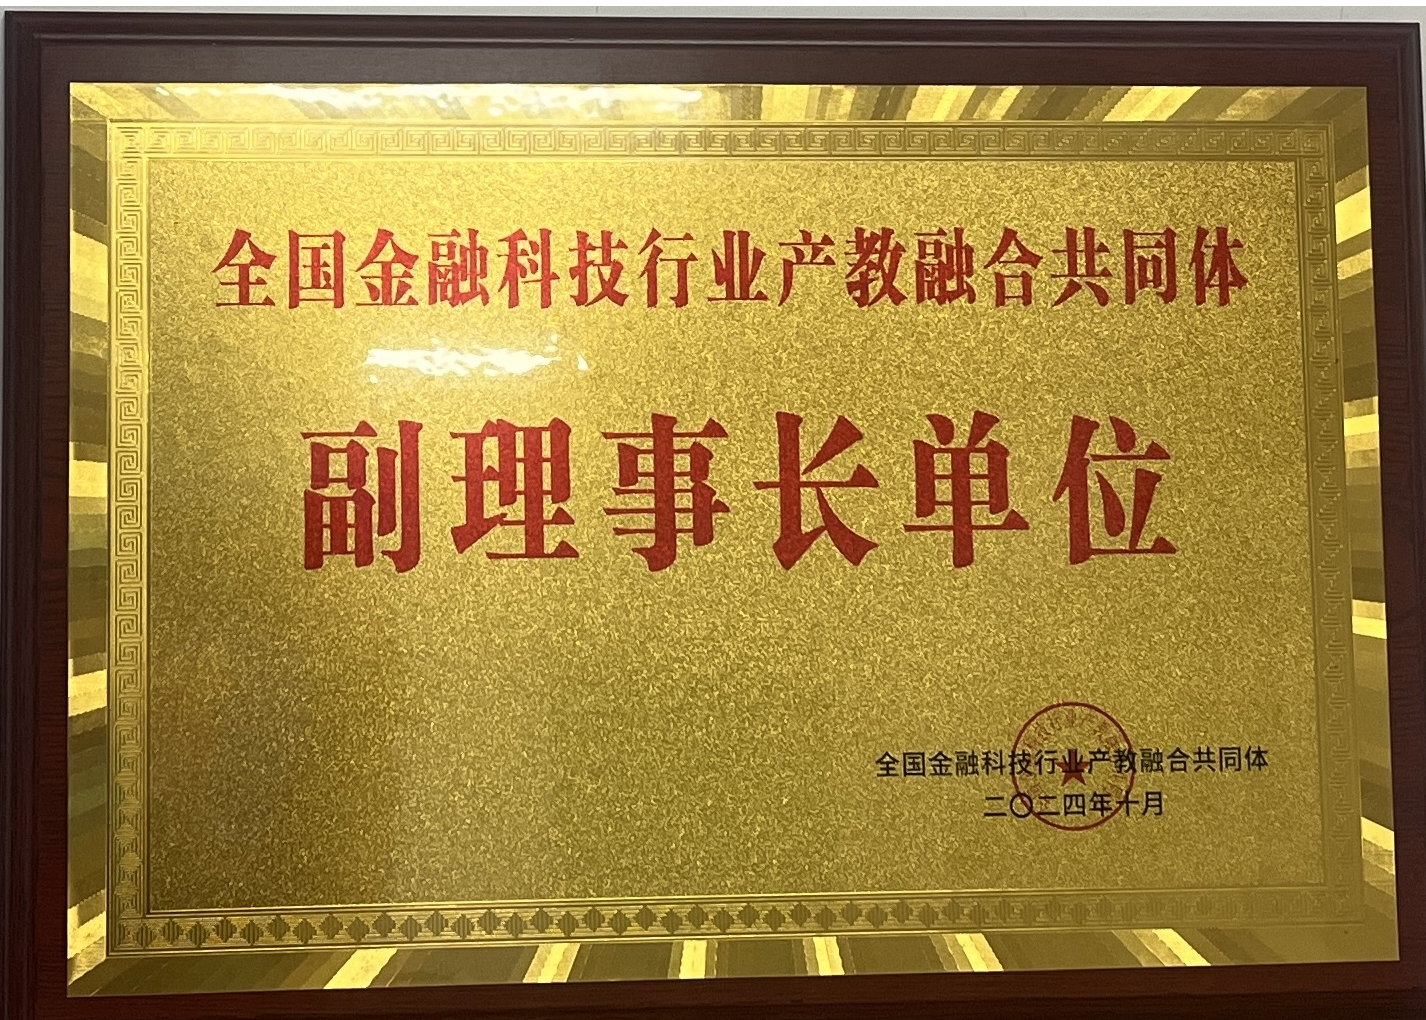 全国金融科技行业产教融合共同体
副理事长单位
全国金融科技行业产教融合共同体
二〇二四年十月